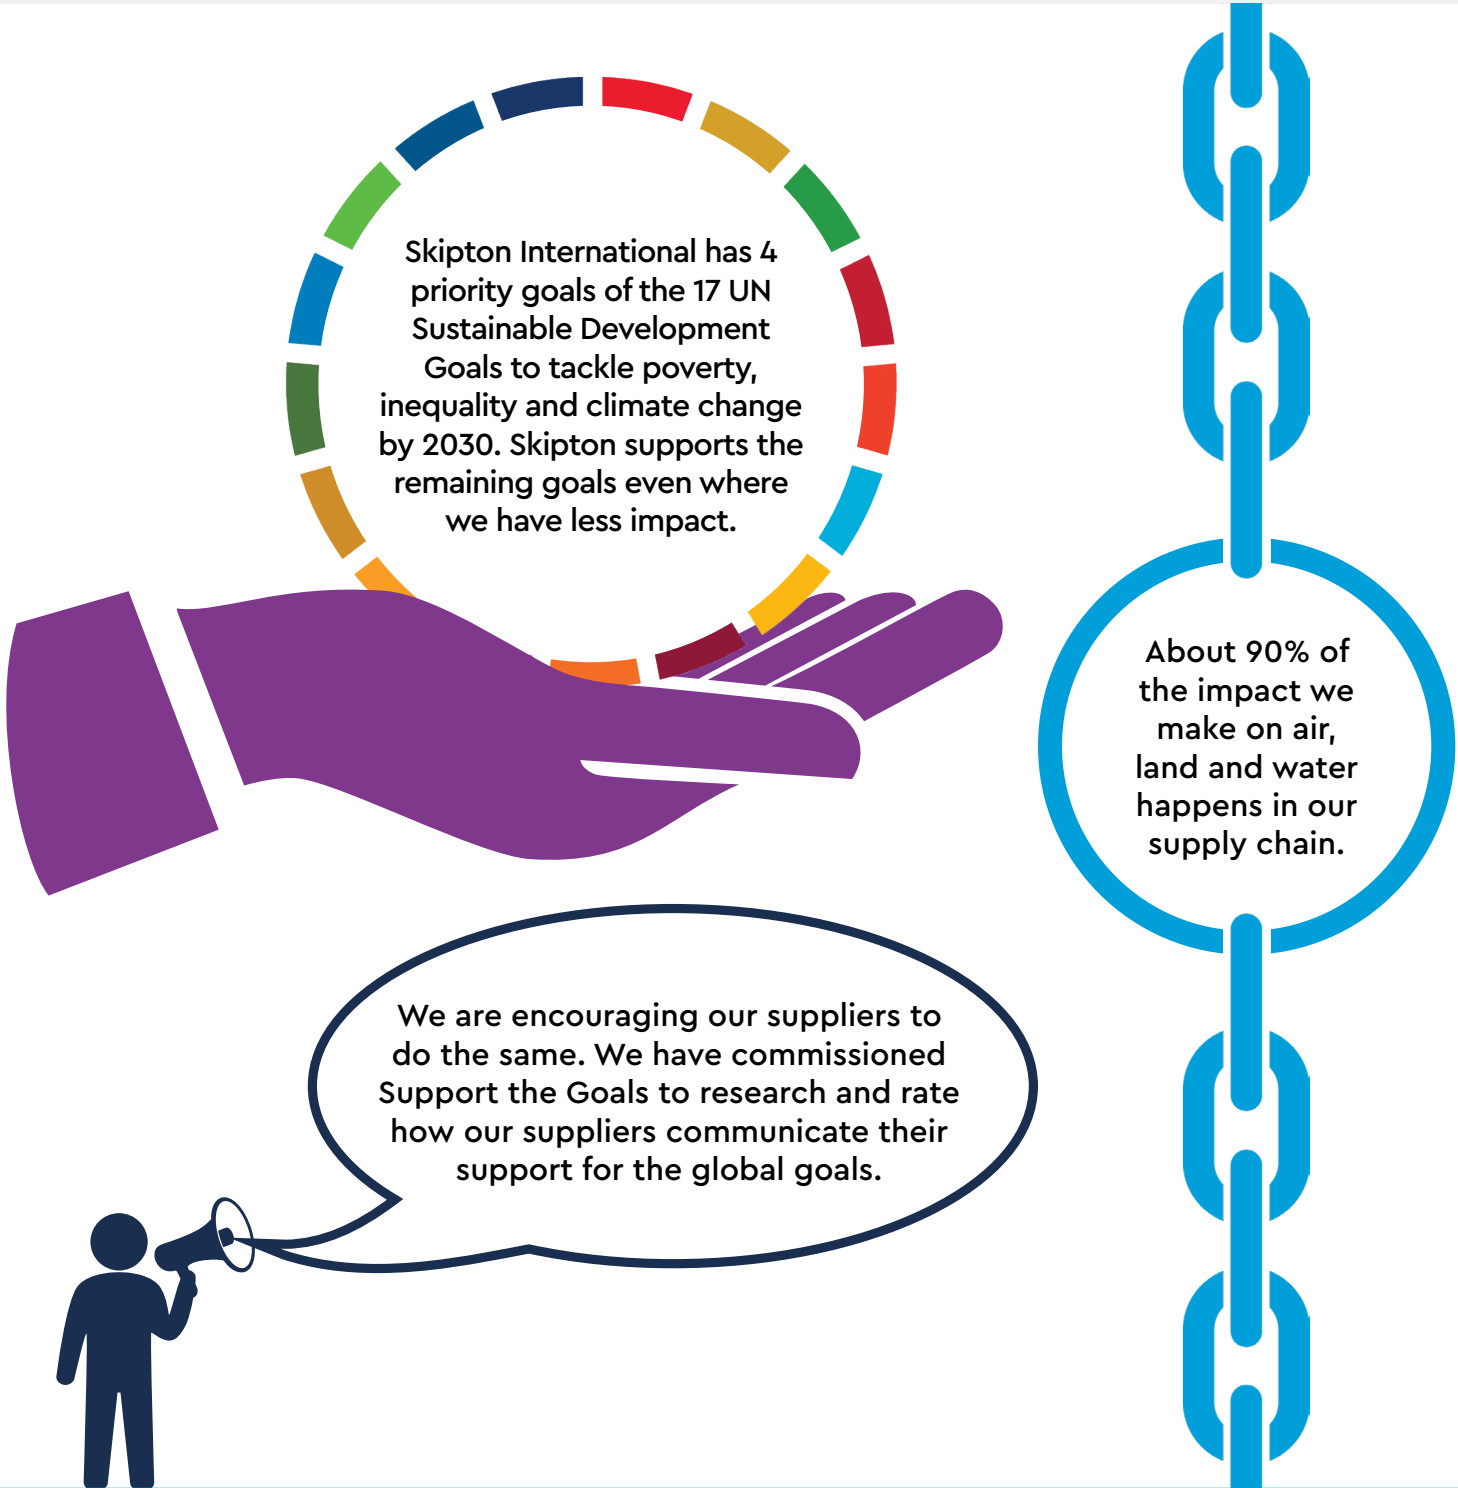 Skipton International has 4
priority goals of the 17 UN
Sustainable Development
Goals to tackle poverty,
inequality and climate change
by 2030. Skipton supports the
remaining goals even where
we have less impact.
About 90% of
the impact we
make on air,
land and water
happens in our
supply chain.
We are encouraging our suppliers to
do the same. We have commissioned
Support the Goals to research and rate
how our suppliers communicate their
support for the global goals.